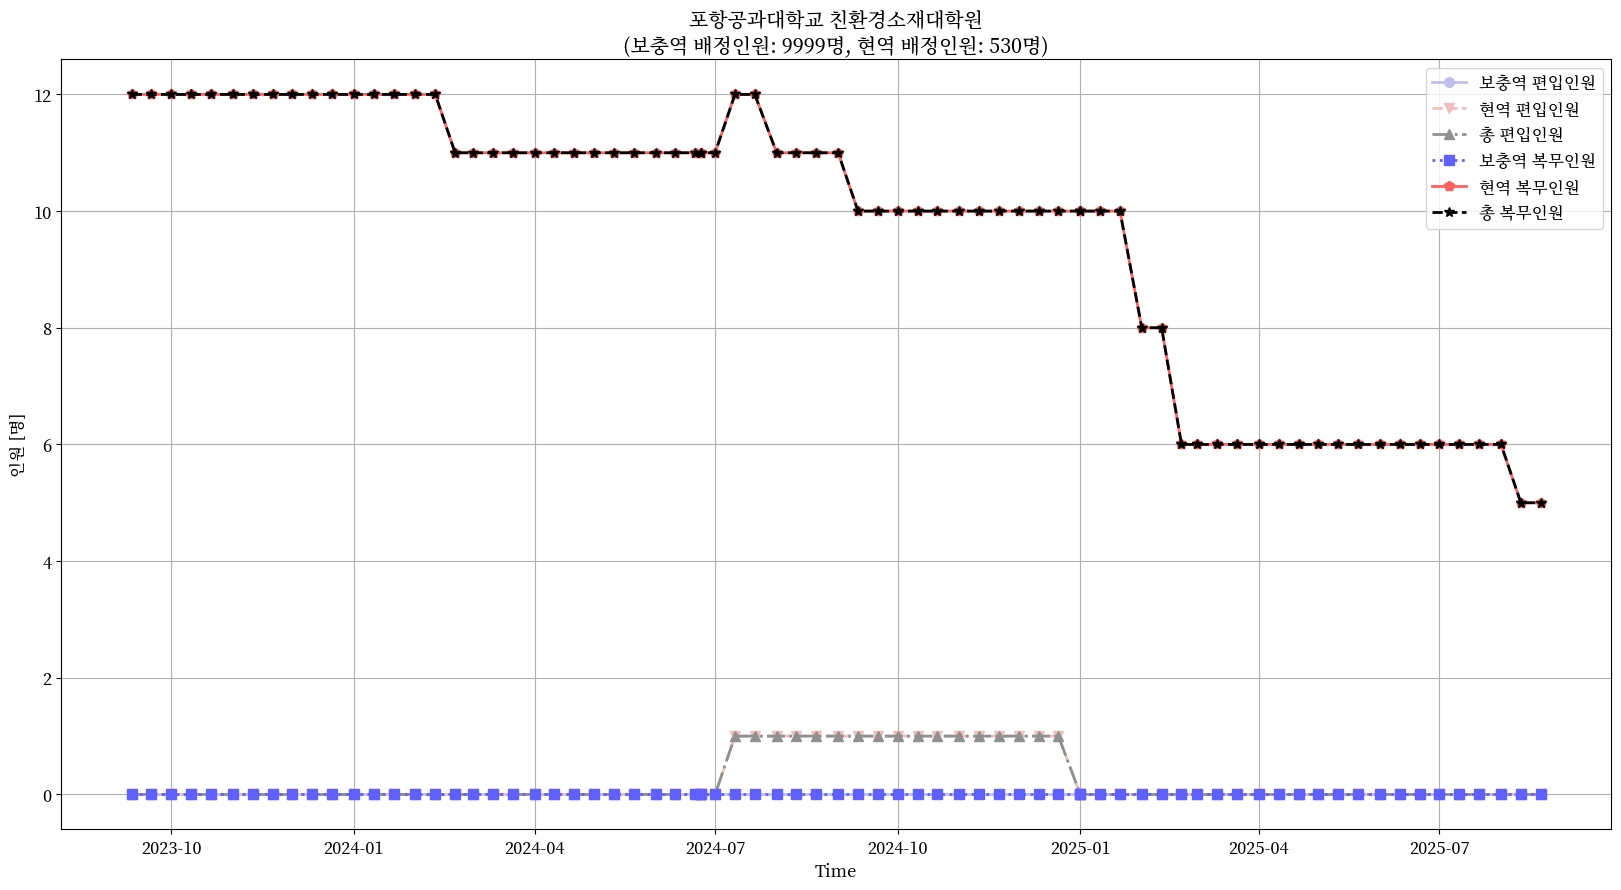 포항공과대학교 친환경소재대학원
(보충역 배정인원: 9999명, 현역 배정인원: 530명)
보충역 편입인원
현역 편입인원
총 편입인원
보충역 복무인원
현역 복무인원
총 복무인원
인원 [명]
12
10
8
6
4
2
0
2023-10
2024-01
2024-04
2024-07
2024-10
2025-01
2025-04
2025-07
Time